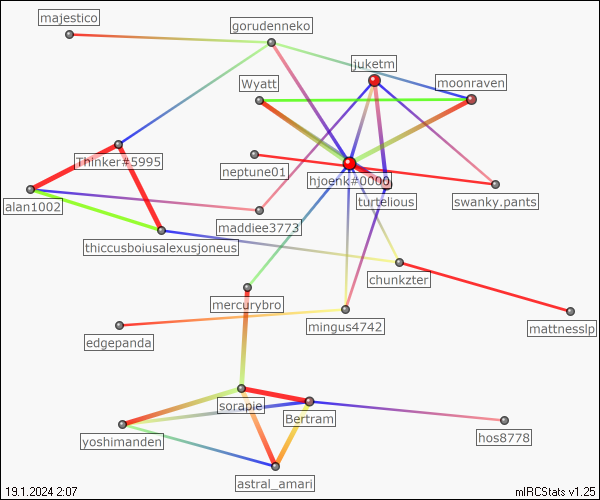 majestico
gorudenneko
juketm
moonraven
Wyatt
Thinker#5995
neptune01
hjoenk#0000
turtelious
swanky.pants
alan1002
maddiee3773
thiccusboiusalexusjoneus
chunkzter
mercurybro
mingus4742
mattnesslp
edgepanda
sorapie
Bertram
yoshimanden
hos8778
astral_amari
19.1.2024 2:07
mIRCStats v1.25